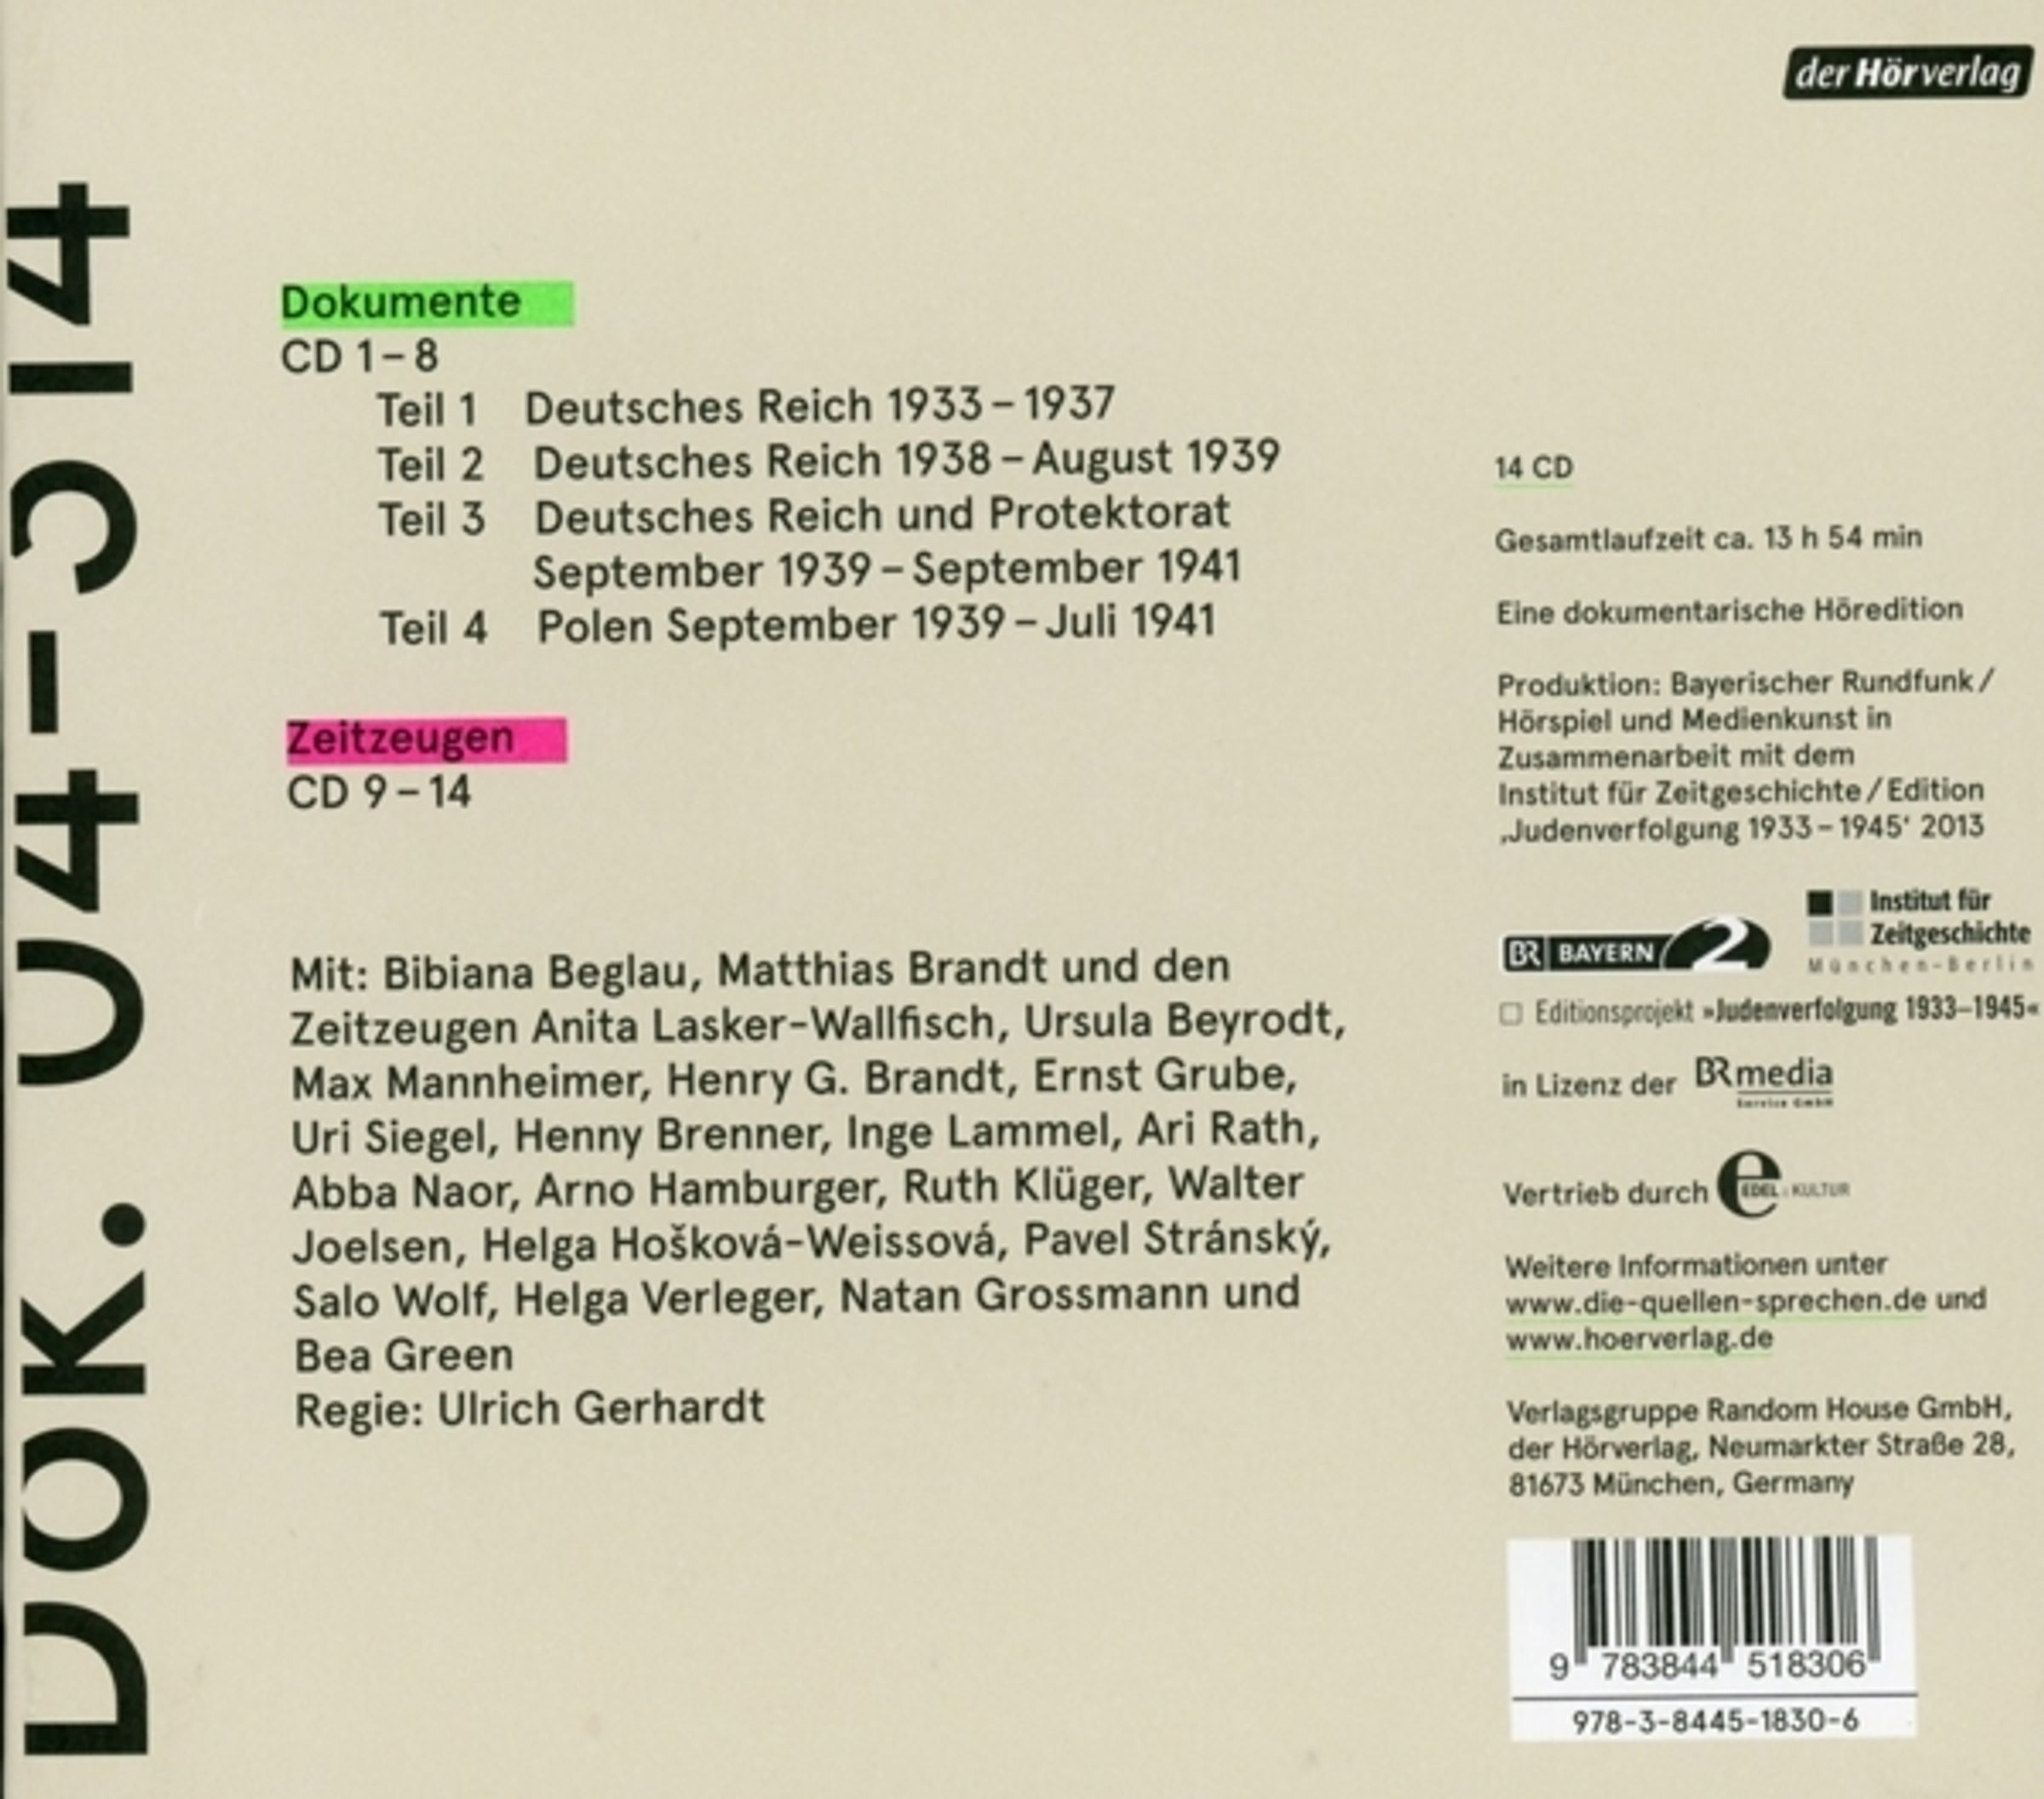 der Hörverlag
DOK.
Dokumente
CD 1 – 8
Teil 1 Deutsches Reich 1933 – 1937
Teil 2 Deutsches Reich 1938 – August 1939
Teil 3 Deutsches Reich und Protektorat
September 1939 – September 1941
Teil 4 Polen September 1939 – Juli 1941
Zeitzeugen
CD 9 – 14
Mit: Bibiana Beglau, Matthias Brandt und den
Zeitzeugen Anita Lasker-Wallfisch, Ursula Beyrodt,
Max Mannheimer, Henry G. Brandt, Ernst Grube,
Uri Siegel, Henny Brenner, Inge Lammel, Ari Rath,
Abba Naor, Arno Hamburger, Ruth Klüger, Walter
Joelsen, Helga Hošková-Weissová, Pavel Stránský,
Salo Wolf, Helga Verleger, Natan Grossmann und
Bea Green
Regie: Ulrich Gerhardt
14 CD
Gesamtlaufzeit ca. 13 h 54 min
Eine dokumentarische Höredition
Produktion: Bayerischer Rundfunk /
Hörspiel und Medienkunst in
Zusammenarbeit mit dem
Institut für Zeitgeschichte / Edition
‚Judenverfolgung 1933 – 1945‘ 2013
BR BAYERN 2
Institut für
Zeitgeschichte
München-Berlin
Editionsprojekt »Judenverfolgung 1933–1945«
in Lizenz der BR media
Service GmbH
Vertrieb durch e EDEL : KULTUR
Weitere Informationen unter
www.die-quellen-sprechen.de und
www.hoerverlag.de
Verlagsgruppe Random House GmbH,
der Hörverlag, Neumarkter Straße 28,
81673 München, Germany
9 783844 518306
978-3-8445-1830-6